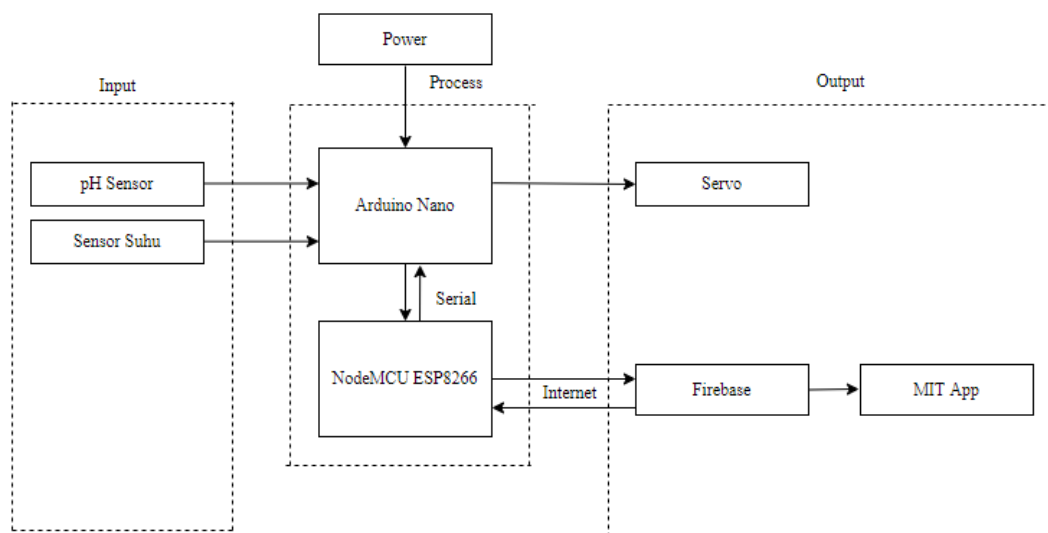 Power
Input
Process
Output
pH Sensor
Arduino Nano
Servo
Sensor Suhu
Serial
NodeMCU ESP8266
Internet
Firebase
MIT App